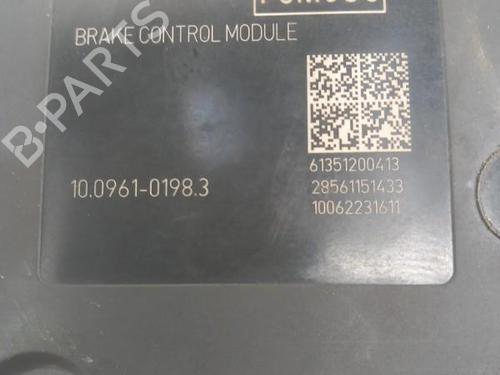 BRAKE CONTROL MODULE
61351200413
10.0961-0198.3
28561151433
10062231611
B-PARTS